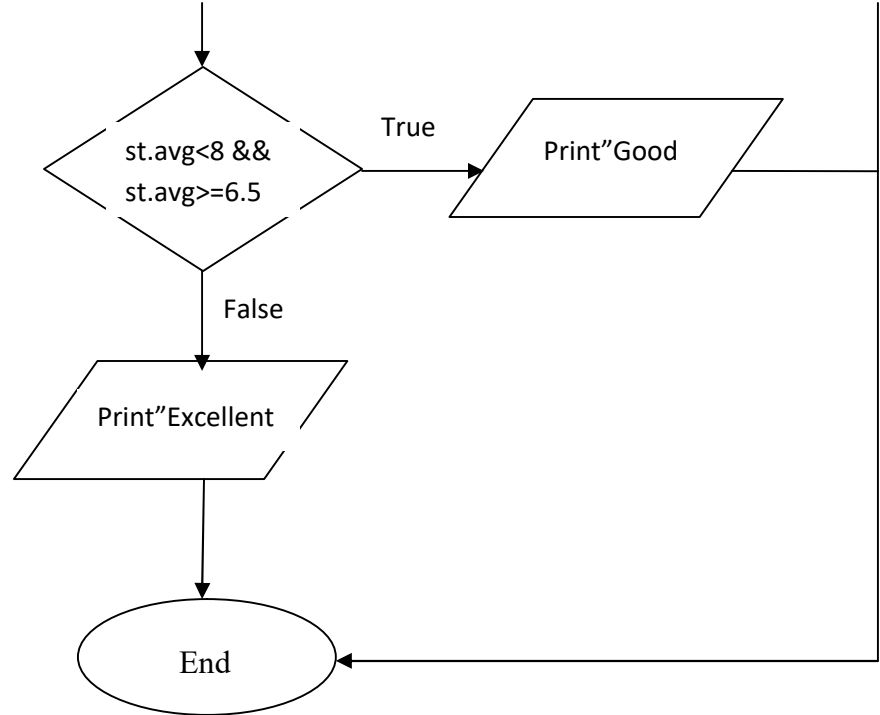 st.avg<8 &&
st.avg>=6.5
True
Print”Good
False
Print”Excellent
End